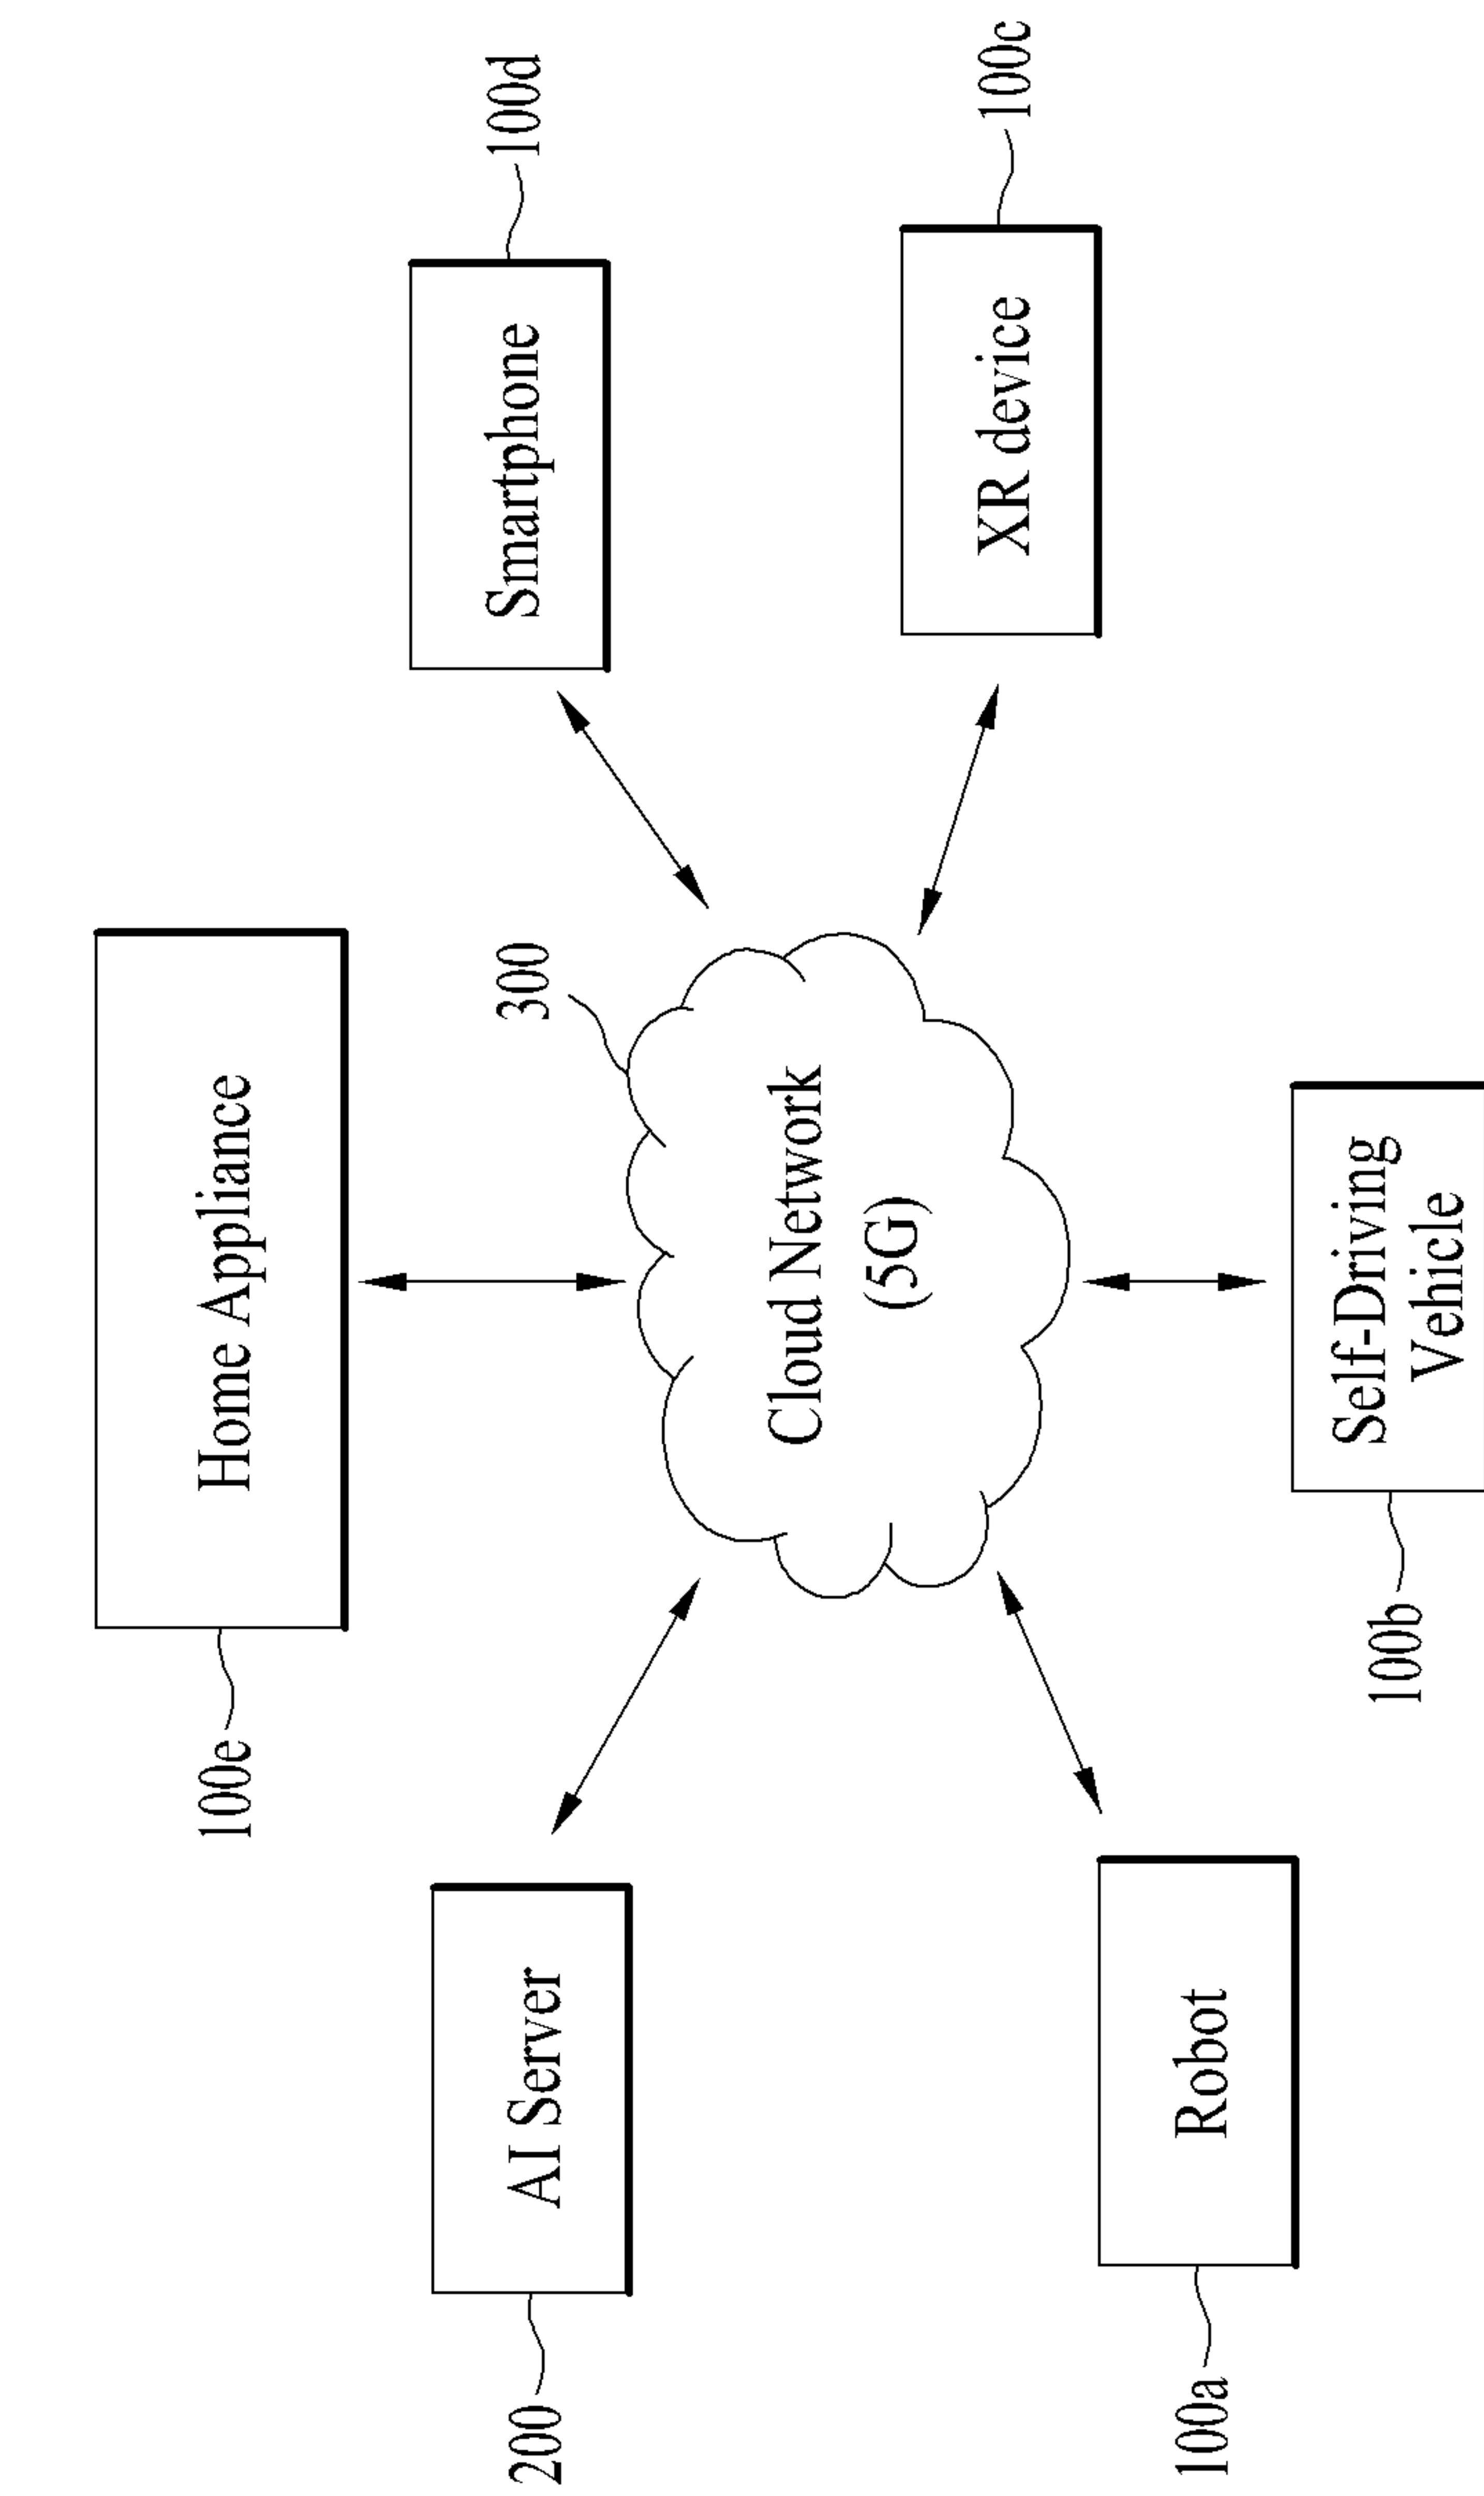 100e
Home Appliance
200
AI Server
300
Smartphone
100d
Cloud Network
(5G)
XR device
100c
100a
Robot
100b
Self-Driving
Vehicle